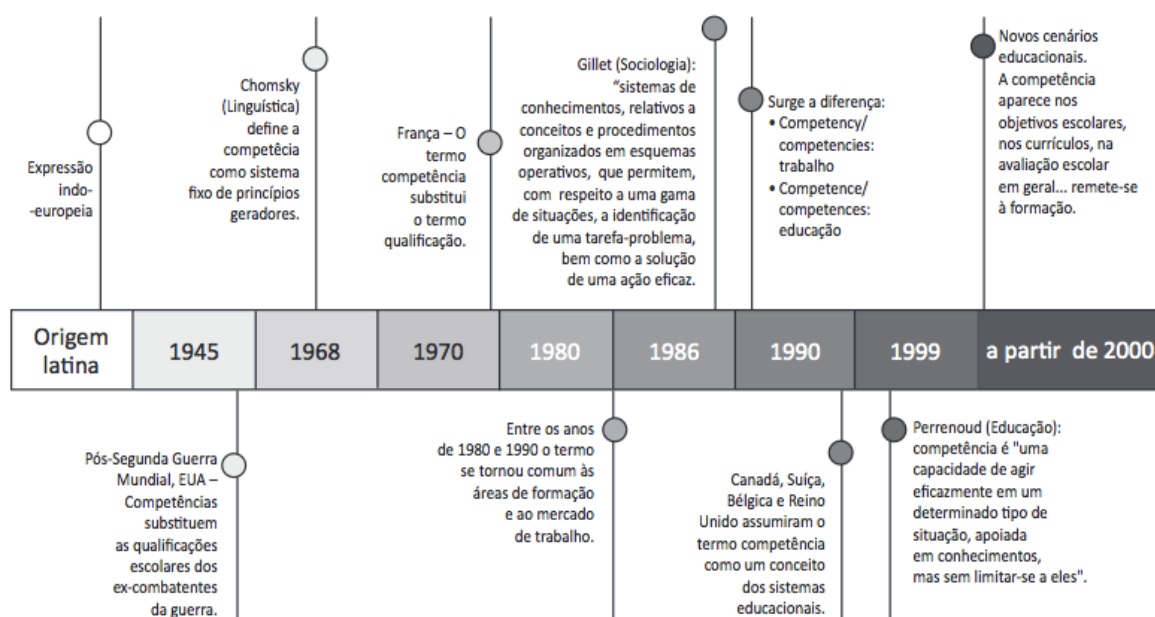 Expressão
indo-
-europeia
Chomsky
(Linguística)
define a
competêcia
como sistema
fixo de princípios
geradores.
França – O
termo
competência
substitui
o termo
qualificação.
Gillet (Sociologia):
“sistemas de
conhecimentos, relativos a
conceitos e procedimentos
organizados em esquemas
operativos, que permitem,
com respeito a uma gama
de situações, a identificação
de uma tarefa-problema,
bem como a solução
de uma ação eficaz.
Surge a diferença:
• Competency/
competencies:
trabalho
• Competence/
competences:
educação
Novos cenários
educacionais.
A competência
aparece nos
objetivos escolares,
nos currículos, na
avaliação escolar
em geral... remete-se
à formação.
Origem
latina
1945
1968
1970
1980
1986
1990
1999
a partir de 2000
Pós-Segunda Guerra
Mundial, EUA –
Competências
substituem
as qualificações
escolares dos
ex-combatentes
da guerra.
Entre os anos
de 1980 e 1990 o termo
se tornou comum às
áreas de formação
e ao mercado
de trabalho.
Canadá, Suíça,
Bélgica e Reino
Unido assumiram o
termo competência
como um conceito
dos sistemas
educacionais.
Perrenoud (Educação):
competência é "uma
capacidade de agir
eficazmente em um
determinado tipo de
situação, apoiada
em conhecimentos,
mas sem limitar-se a eles".